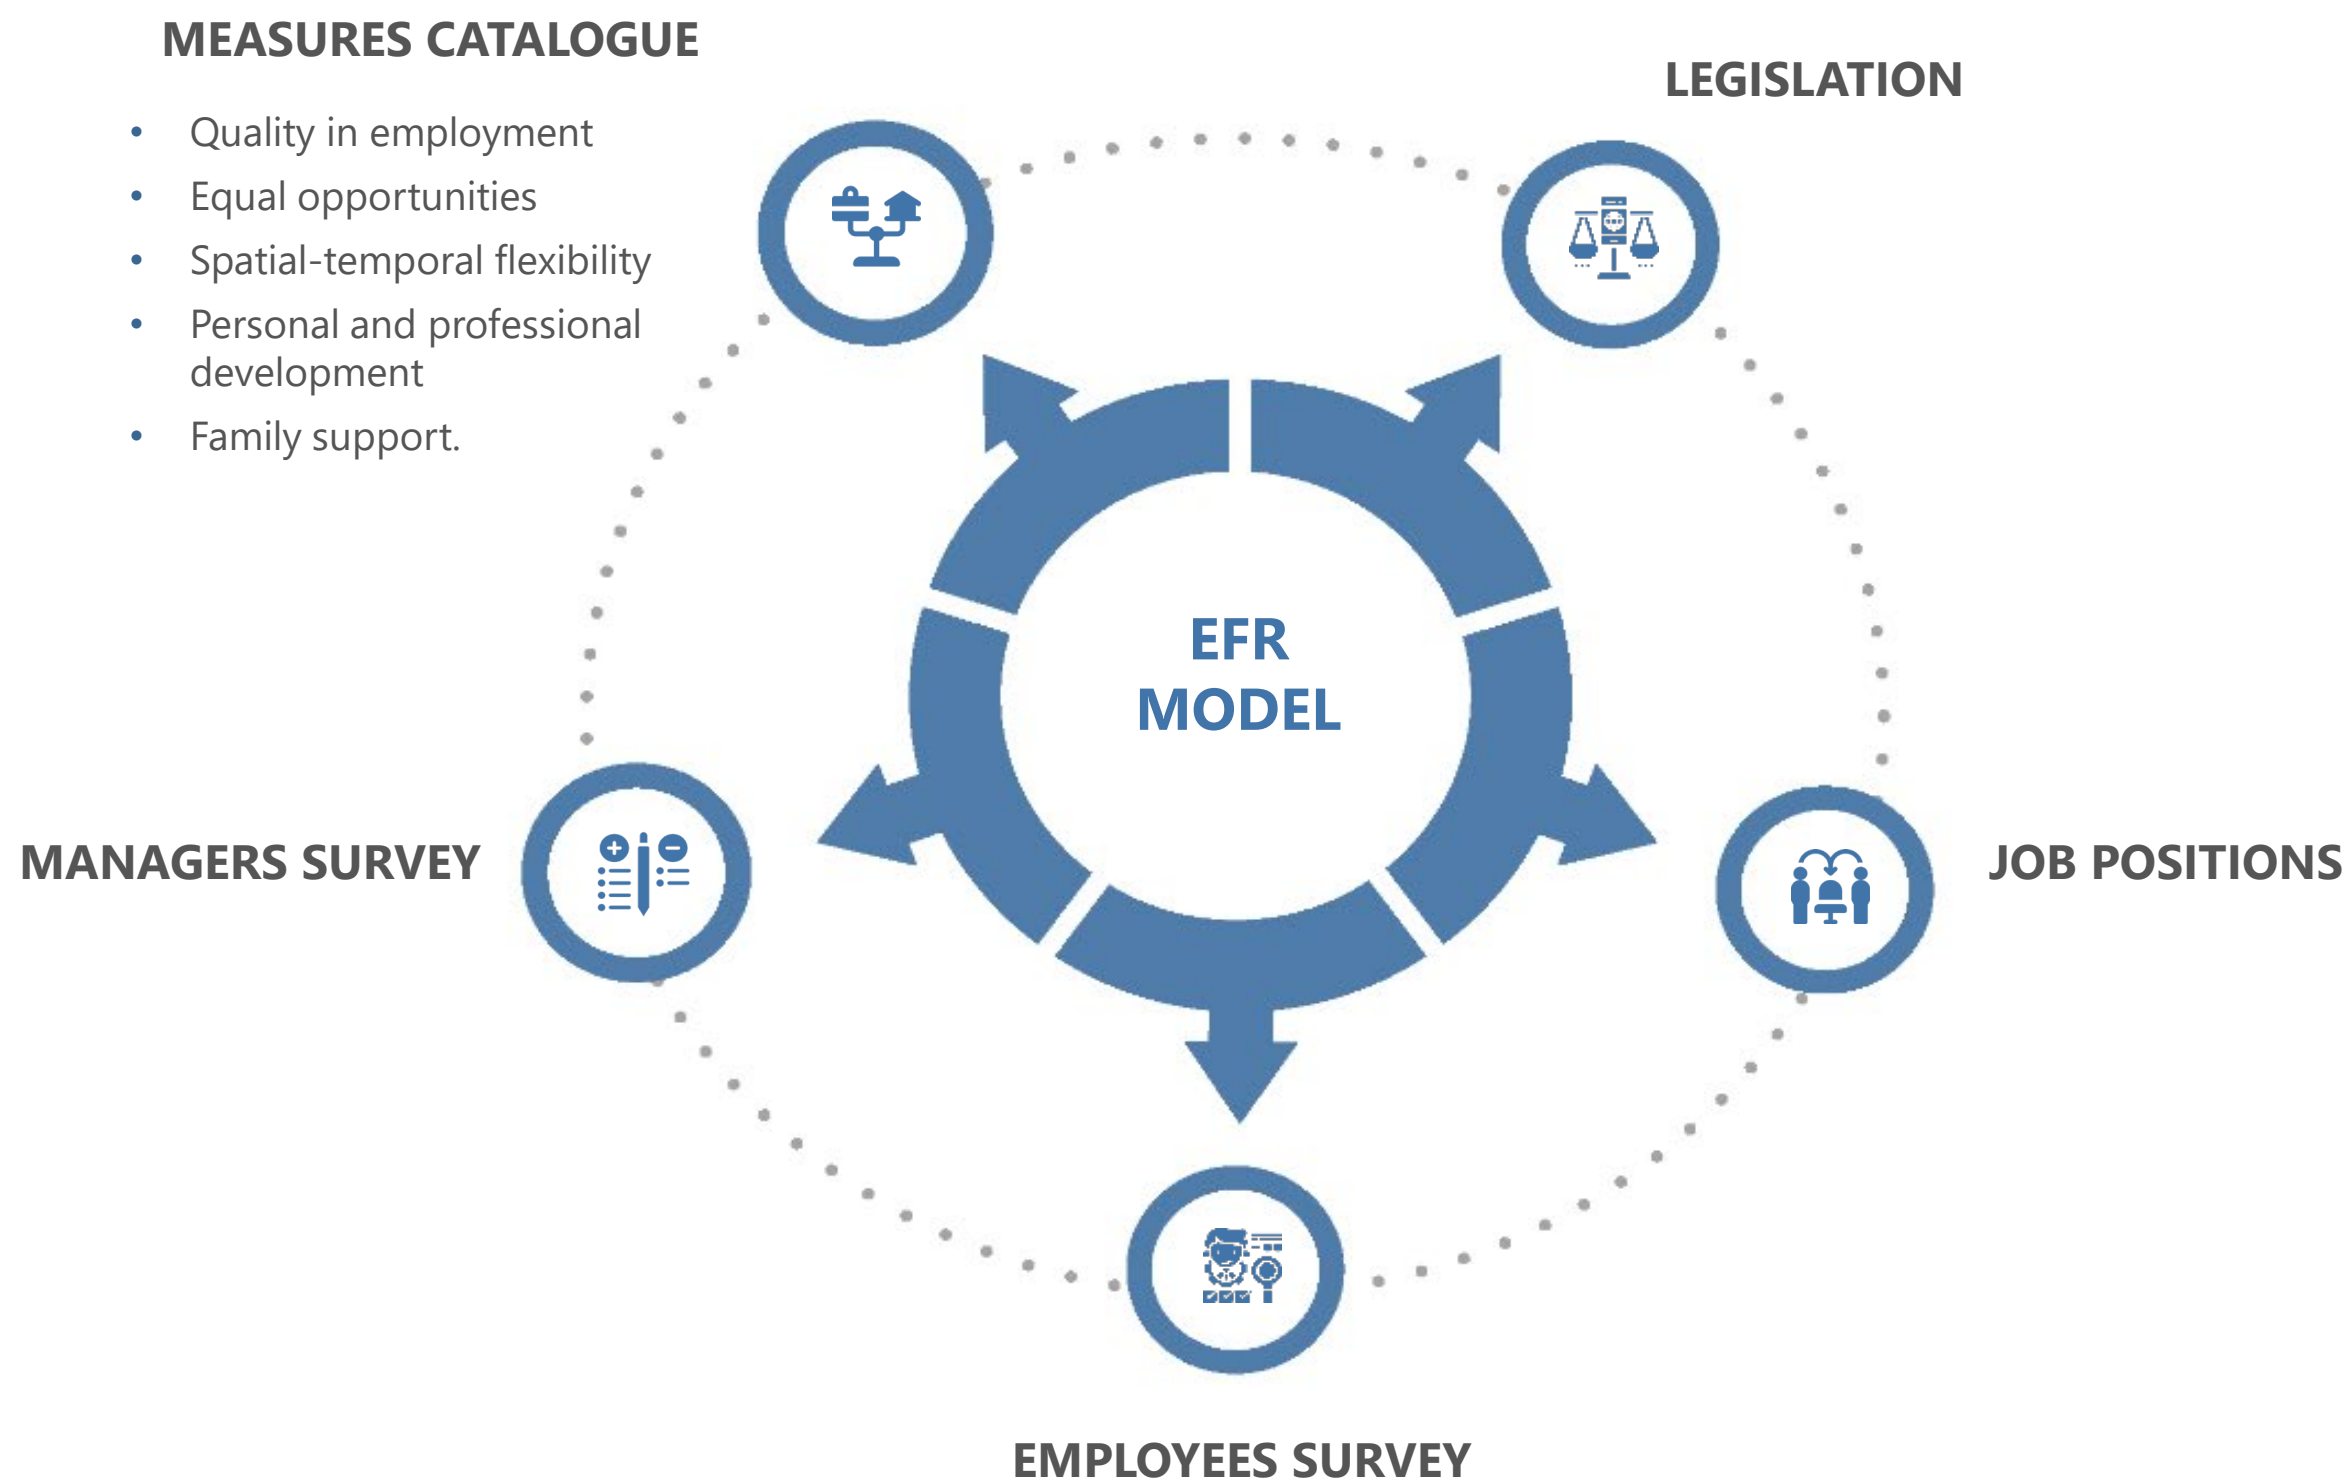 MEASURES CATALOGUE
• Quality in employment
• Equal opportunities
• Spatial-temporal flexibility
• Personal and professional
development
• Family support.
LEGISLATION
EFR
MODEL
MANAGERS SURVEY
JOB POSITIONS
EMPLOYEES SURVEY